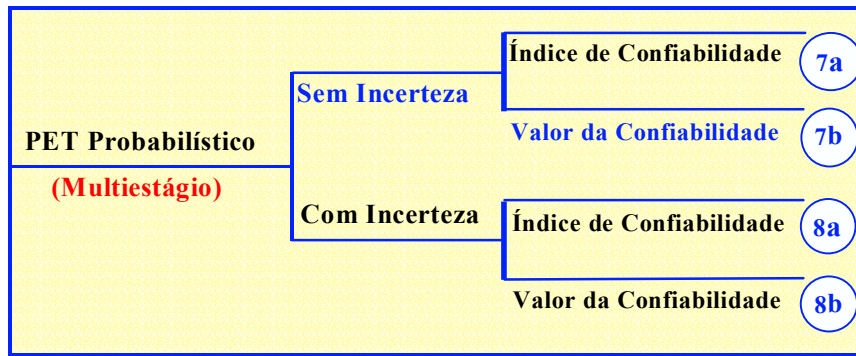 Índice de Confiabilidade 7a
Sem Incerteza
Valor da Confiabilidade 7b
PET Probabilístico
(Multiestágio)
Com Incerteza
Índice de Confiabilidade 8a
Valor da Confiabilidade 8b